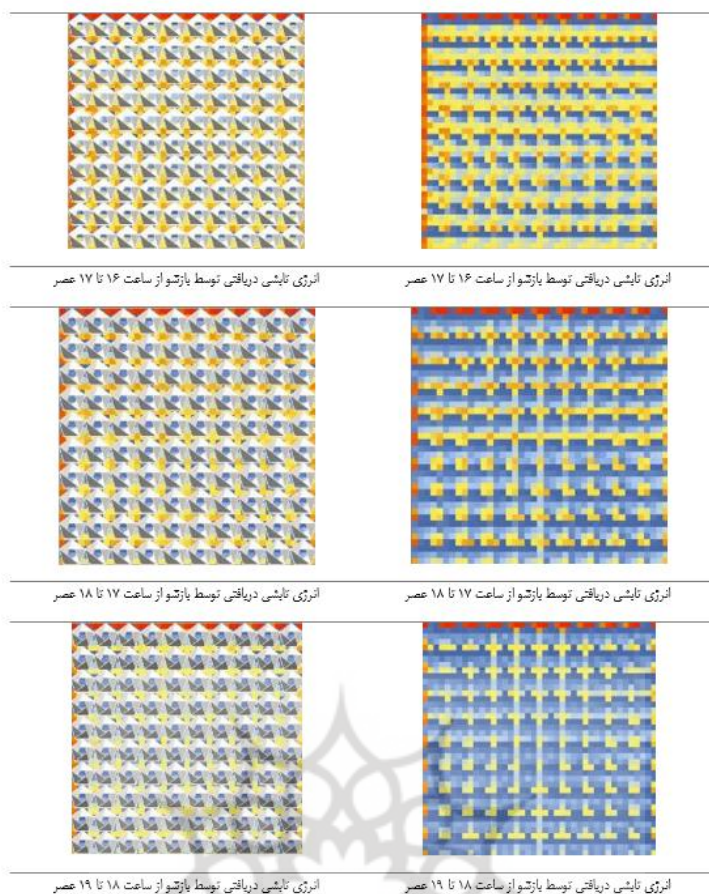 انرژی تابشی دریافتی توسط بازشو از ساعت ۱۶ تا ۱۷ عصر
انرژی تابشی دریافتی توسط بازشو از ساعت ۱۶ تا ۱۷ عصر
انرژی تابشی دریافتی توسط بازشو از ساعت ۱۷ تا ۱۸ عصر
انرژی تابشی دریافتی توسط بازشو از ساعت ۱۷ تا ۱۸ عصر
انرژی تابشی دریافتی توسط بازشو از ساعت ۱۸ تا ۱۹ عصر
انرژی تابشی دریافتی توسط بازشو از ساعت ۱۸ تا ۱۹ عصر